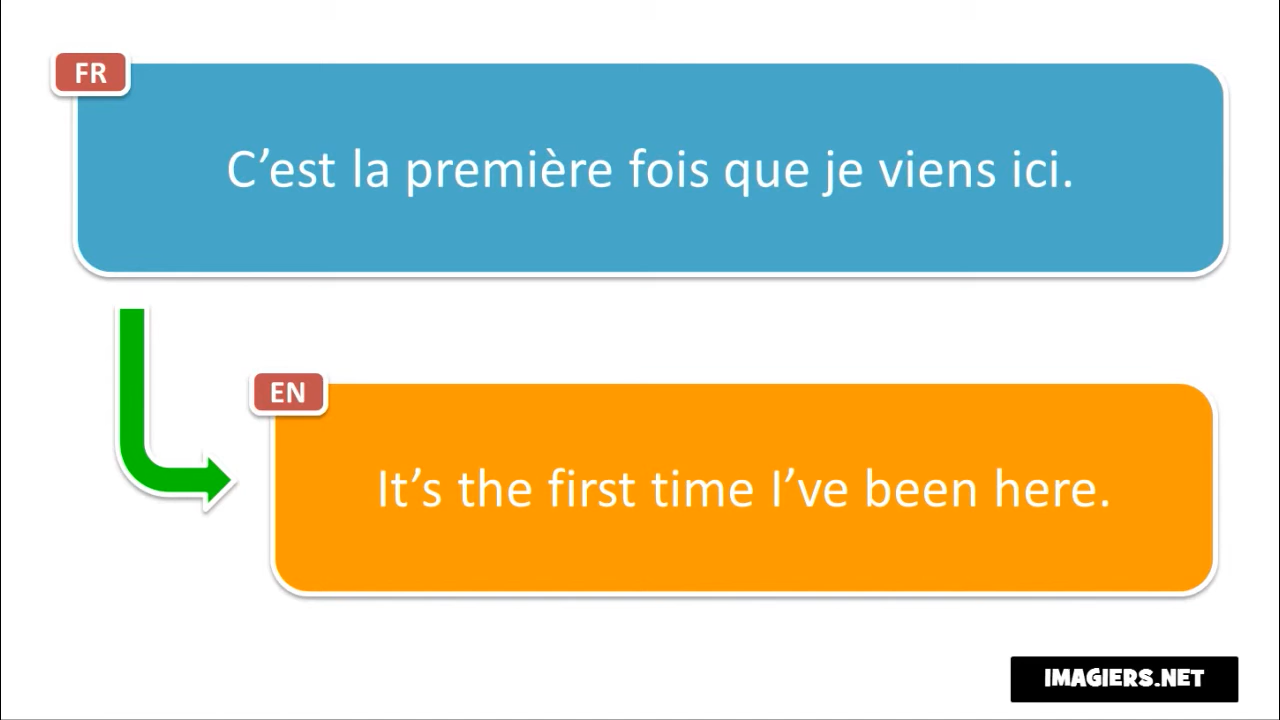 FR
C’est la première fois que je viens ici.
EN
It’s the first time I’ve been here.
IMAGIERS.NET